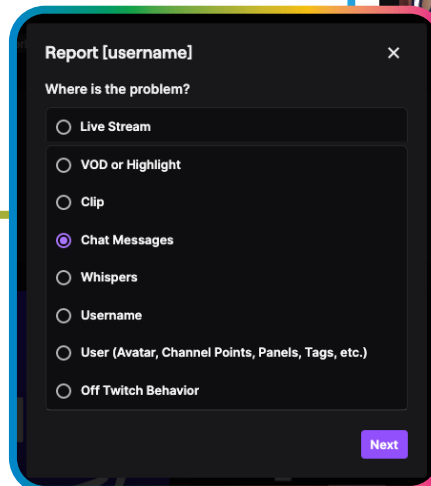 Report [username]
Where is the problem?
Live Stream
VOD or Highlight
Clip
Chat Messages
Whispers
Username
User (Avatar, Channel Points, Panels, Tags, etc.)
Off Twitch Behavior
Next